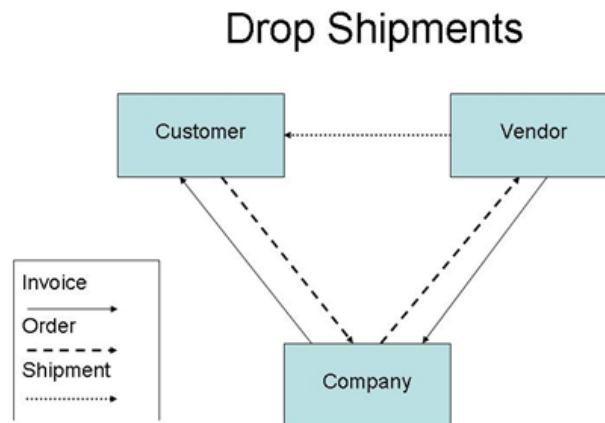 Drop Shipments
Customer
Vendor
Invoice
Order
Shipment
Company